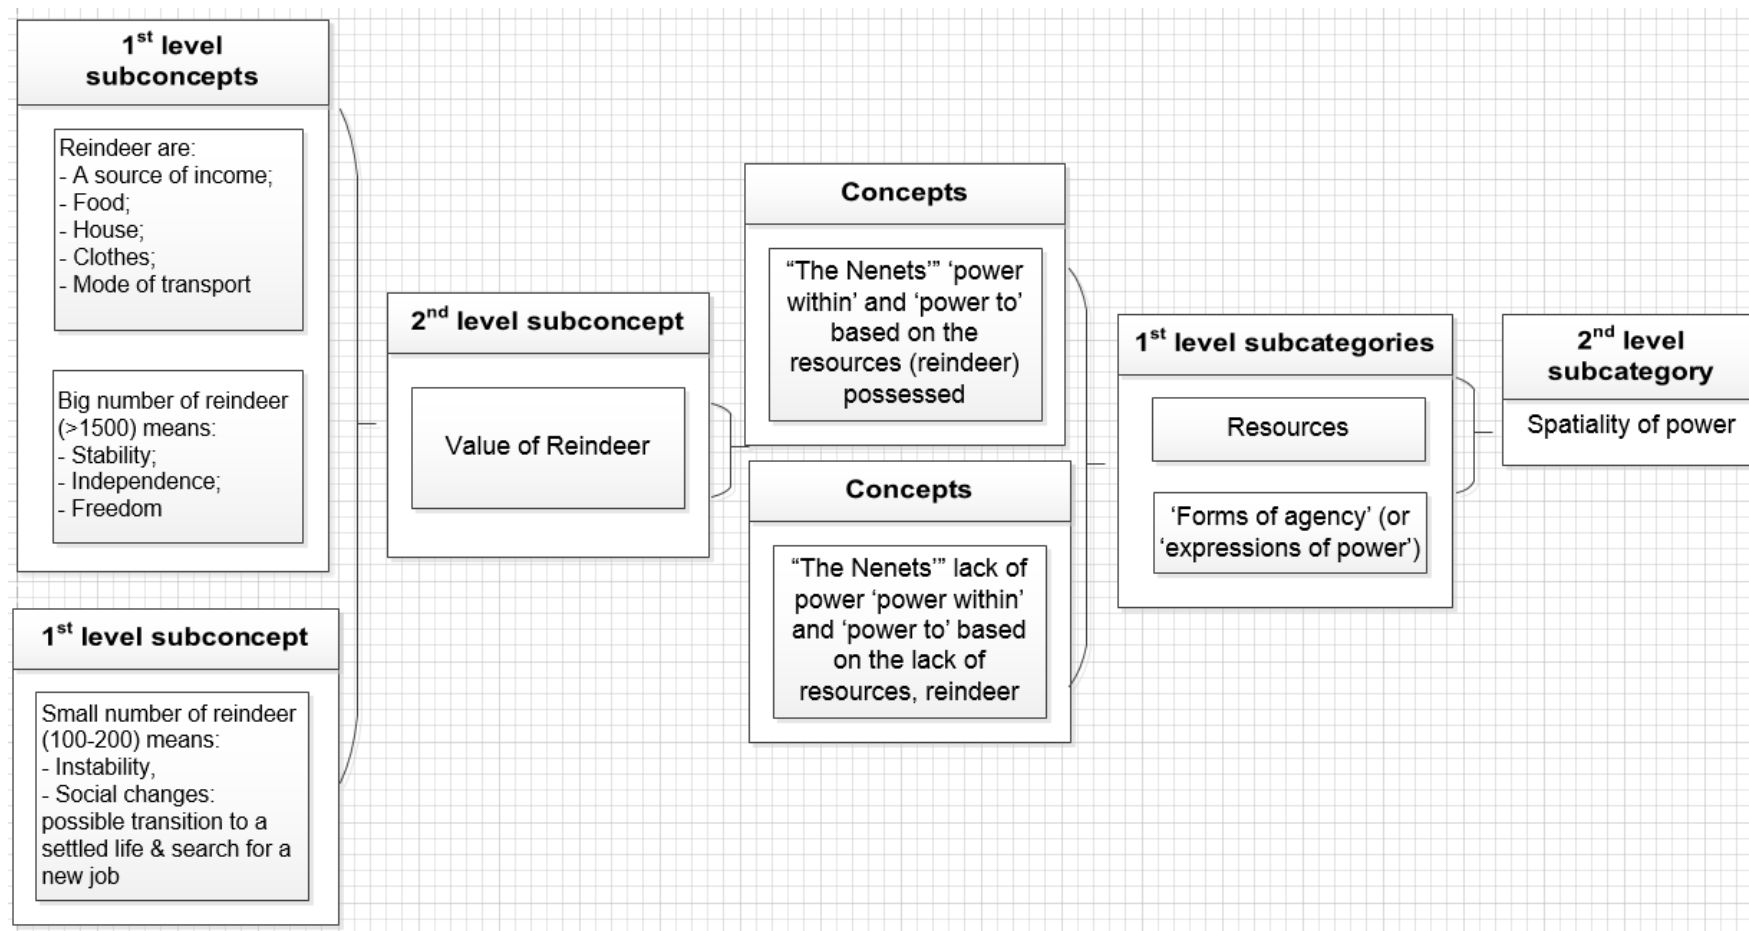 1st level
subconcepts
Reindeer are:
- A source of income;
- Food;
- House;
- Clothes;
- Mode of transport
Big number of reindeer
(>1500) means:
- Stability;
- Independence;
- Freedom
1st level subconcept
Small number of reindeer
(100-200) means:
- Instability,
- Social changes:
possible transition to a
settled life & search for a
new job
2nd level subconcept
Value of Reindeer
Concepts
“The Nenets’” ‘power
within’ and ‘power to’
based on the
resources (reindeer)
possessed
Concepts
“The Nenets’” lack of
power ‘power within’
and ‘power to’ based
on the lack of
resources, reindeer
1st level subcategories
Resources
‘Forms of agency’ (or
‘expressions of power’)
2nd level
subcategory
Spatiality of power